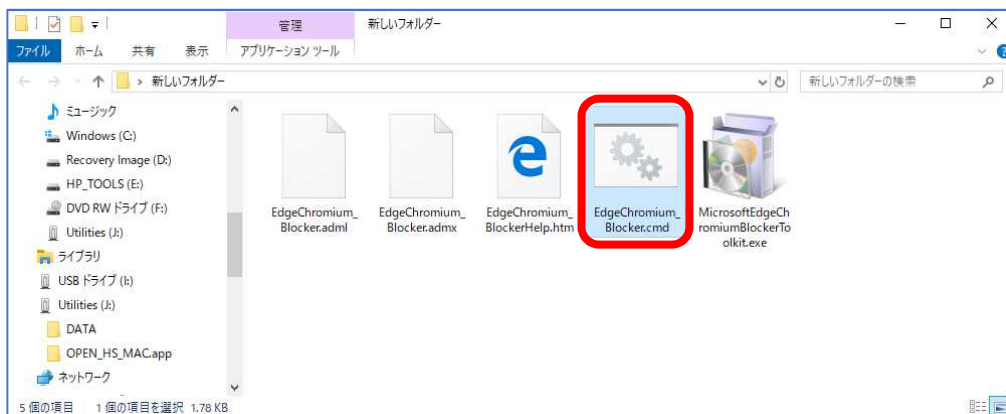 管理
新しいフォルダー
ファイル
ホーム
共有
表示
アプリケーション ツール
新しいフォルダー
新しいフォルダーの検索
ミュージック
Windows (C:)
Recovery Image (D:)
HP_TOOLS (E:)
DVD RW ドライブ (F:)
Utilities (J:)
ライブラリ
USB ドライブ (I:)
Utilities (J:)
DATA
OPEN_HS_MAC.app
ネットワーク
EdgeChromium_
Blocker.adml
EdgeChromium_
Blocker.admx
EdgeChromium_
BlockerHelp.htm
EdgeChromium_
Blocker.cmd
MicrosoftEdgeCh
romiumBlockerTo
olkit.exe
5 個の項目
1 個の項目を選択 1.78 KB